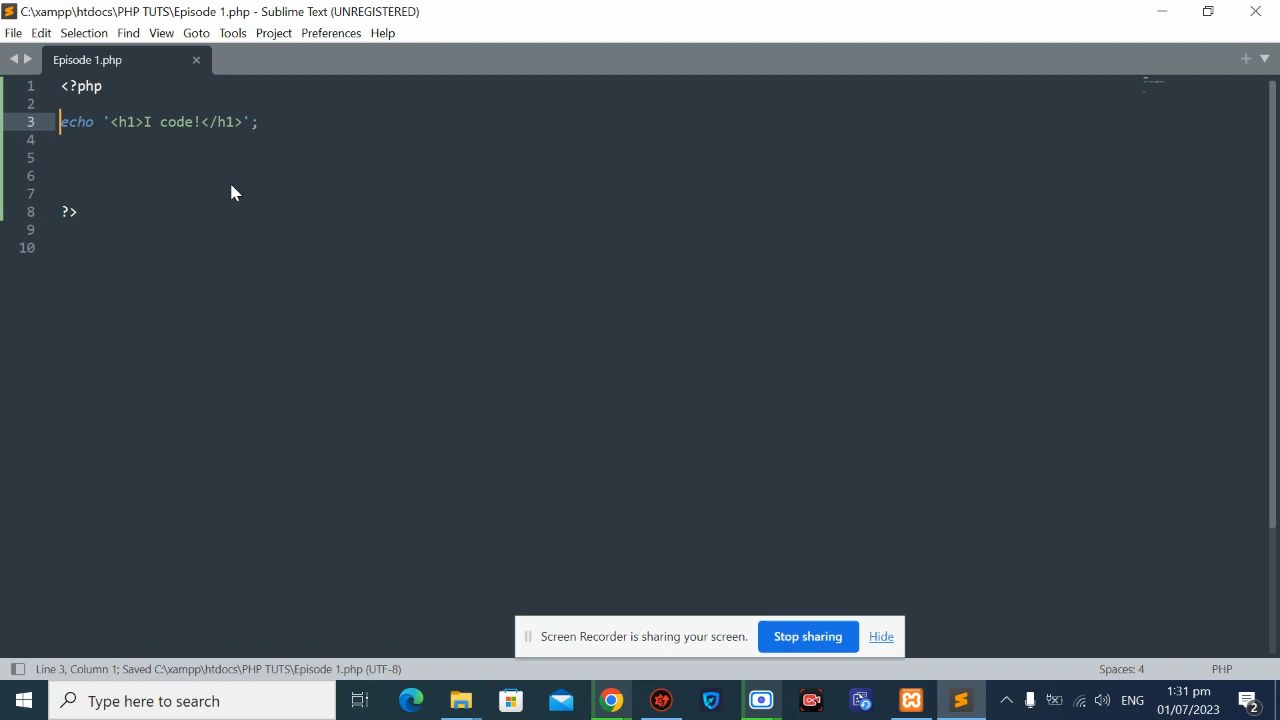 C:\xampp\htdocs\PHP TUTS\Episode 1.php - Sublime Text (UNREGISTERED)
File Edit Selection Find View Goto Tools Project Preferences Help
Episode 1.php
1 <?php
2
3 echo '<h1>I code!</h1>';
4
5
6
7
8 ?>
9
10
Screen Recorder is sharing your screen. Stop sharing Hide
Line 3, Column 1; Saved C:\xampp\htdocs\PHP TUTS\Episode 1.php (UTF-8) Spaces: 4 PHP
Type here to search ENG 1:31 pm
01/07/2023 2